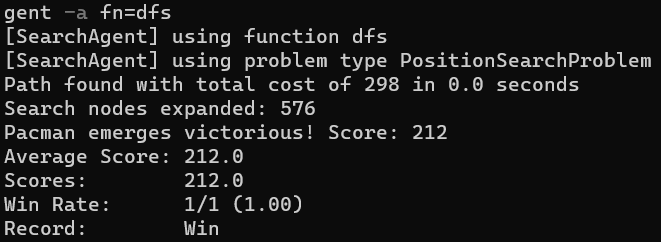 gent -a fn=dfs
[SearchAgent] using function dfs
[SearchAgent] using problem type PositionSearchProblem
Path found with total cost of 298 in 0.0 seconds
Search nodes expanded: 576
Pacman emerges victorious! Score: 212
Average Score: 212.0
Scores:        212.0
Win Rate:      1/1 (1.00)
Record:        Win